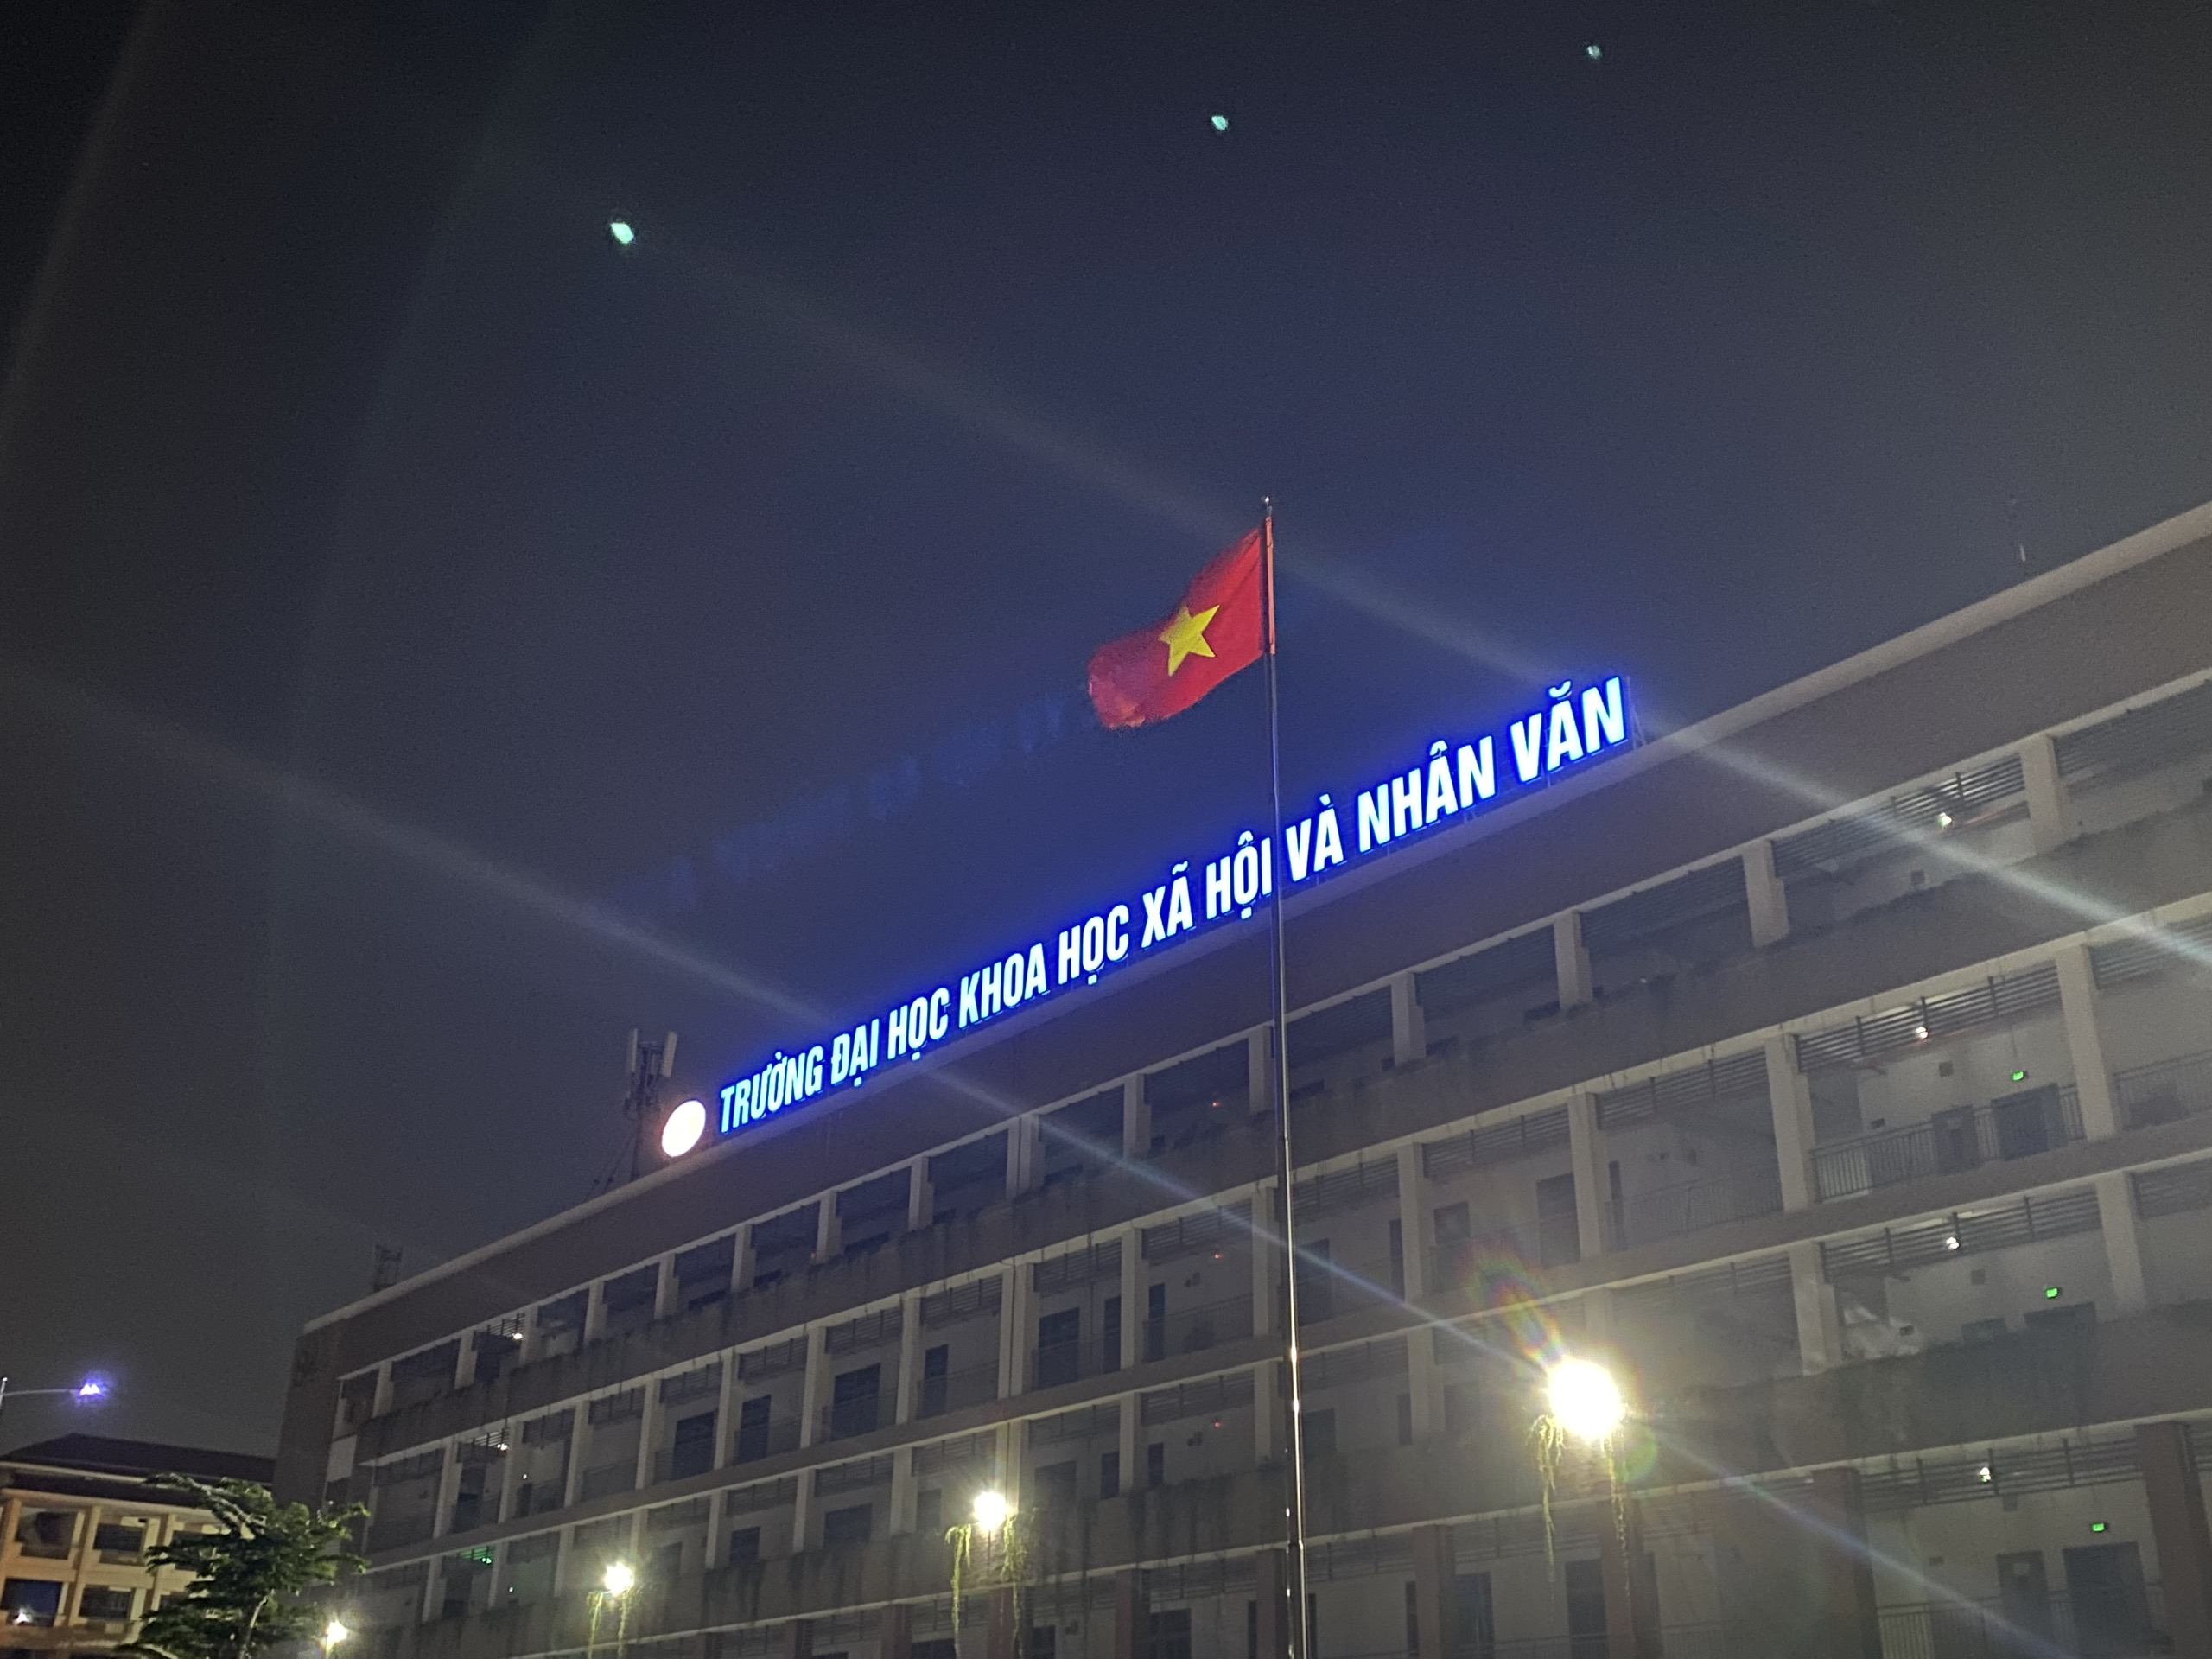 TRƯỜNG ĐẠI HỌC KHOA HỌC XÃ HỘI VÀ NHÂN VĂN